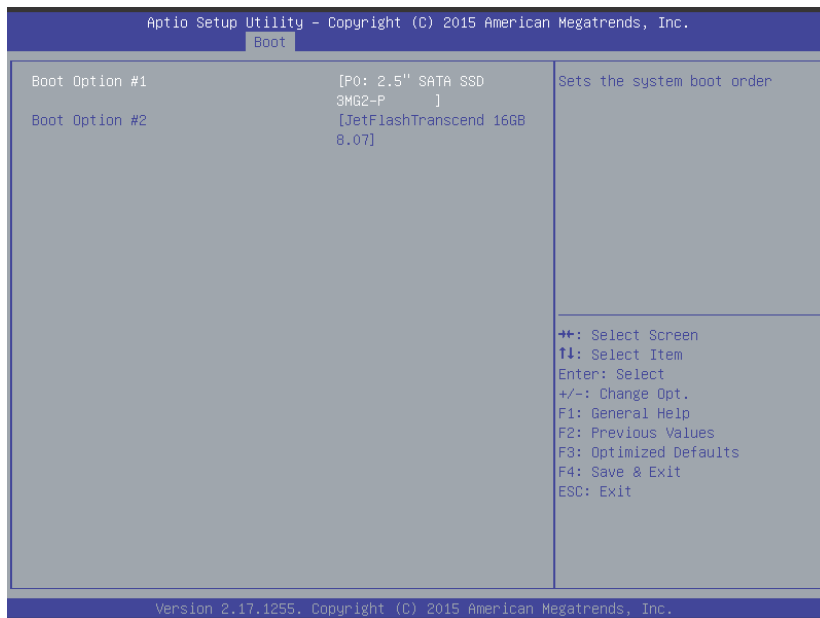 Aptio Setup Utility – Copyright (C) 2015 American Megatrends, Inc.
Boot
Boot Option #1 [P0: 2.5" SATA SSD
3MG2-P ]
Boot Option #2 [JetFlashTranscend 16GB
8.07]
Sets the system boot order
→←: Select Screen
↑↓: Select Item
Enter: Select
+/-: Change Opt.
F1: General Help
F2: Previous Values
F3: Optimized Defaults
F4: Save & Exit
ESC: Exit
Version 2.17.1255. Copyright (C) 2015 American Megatrends, Inc.